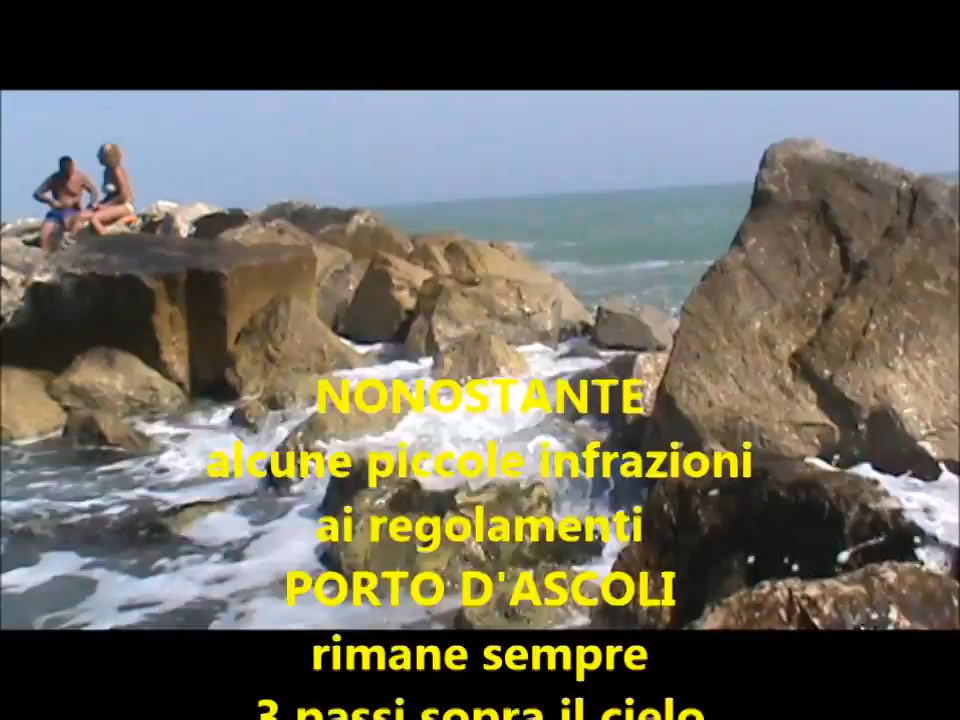 NONOSTANTE
alcune piccole infrazioni
ai regolamenti
PORTO D'ASCOLI
rimane sempre
3 passi sopra il cielo